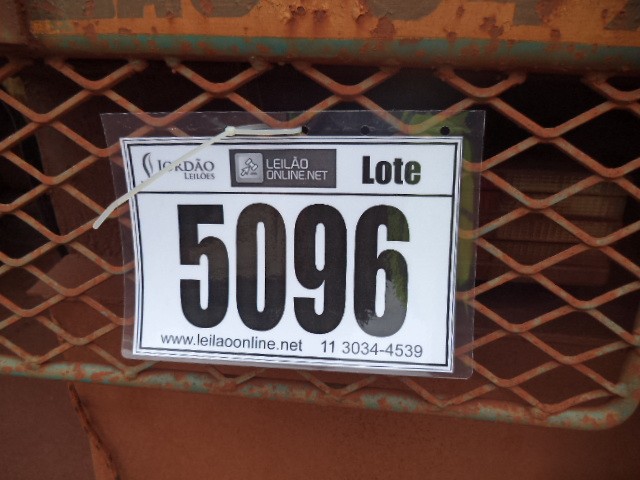 JORDÃO
LEILÕES
LEILÃO
ONLINE.NET
Lote
5096
www.leilaoonline.net 11 3034-4539